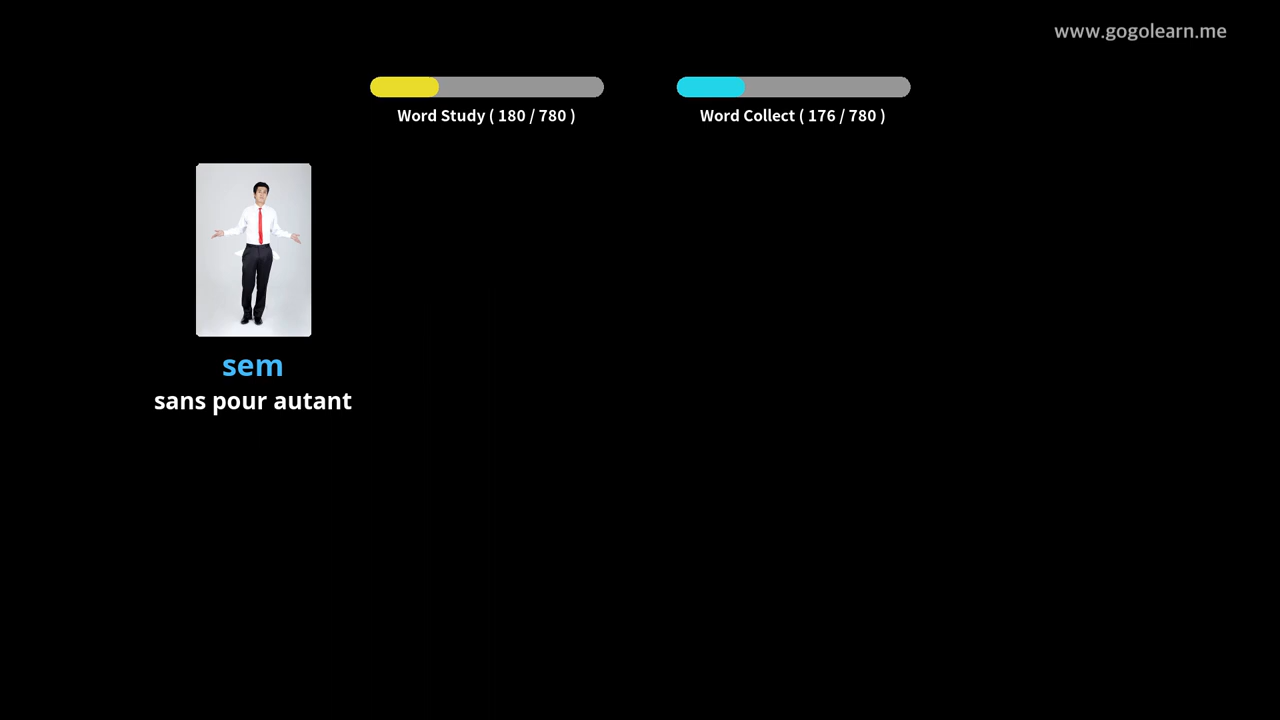 www.gogolearn.me
Word Study ( 180 / 780 )
Word Collect ( 176 / 780 )
sem
sans pour autant